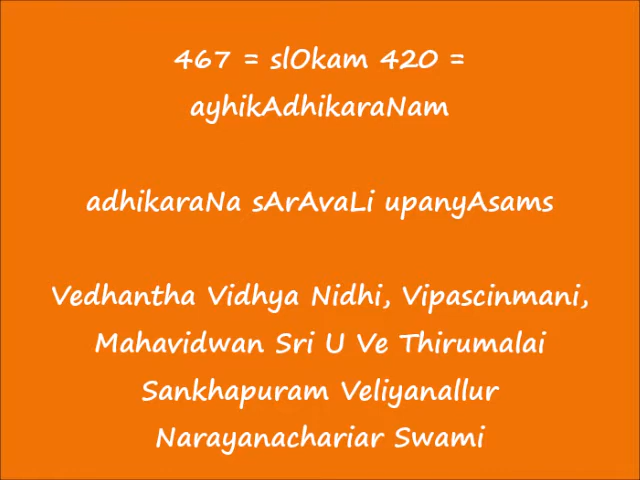 467 = slOkam 420 =
ayhikAdhikaraNam
adhikaraNa sArAvaLi upanyAsams
Vedhantha Vidhya Nidhi, Vipascinmani,
Mahavidwan Sri U Ve Thirumalai
Sankhapuram Veliyanallur
Narayanachariar Swami